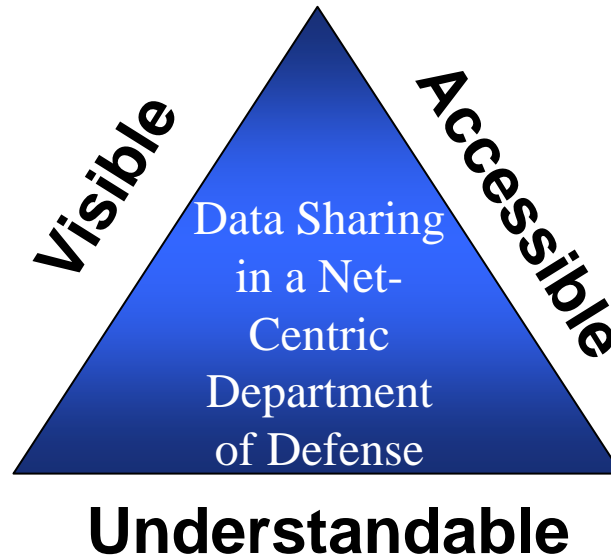 Visible
Accessible
Data Sharing
in a Net-
Centric
Department
of Defense
Understandable